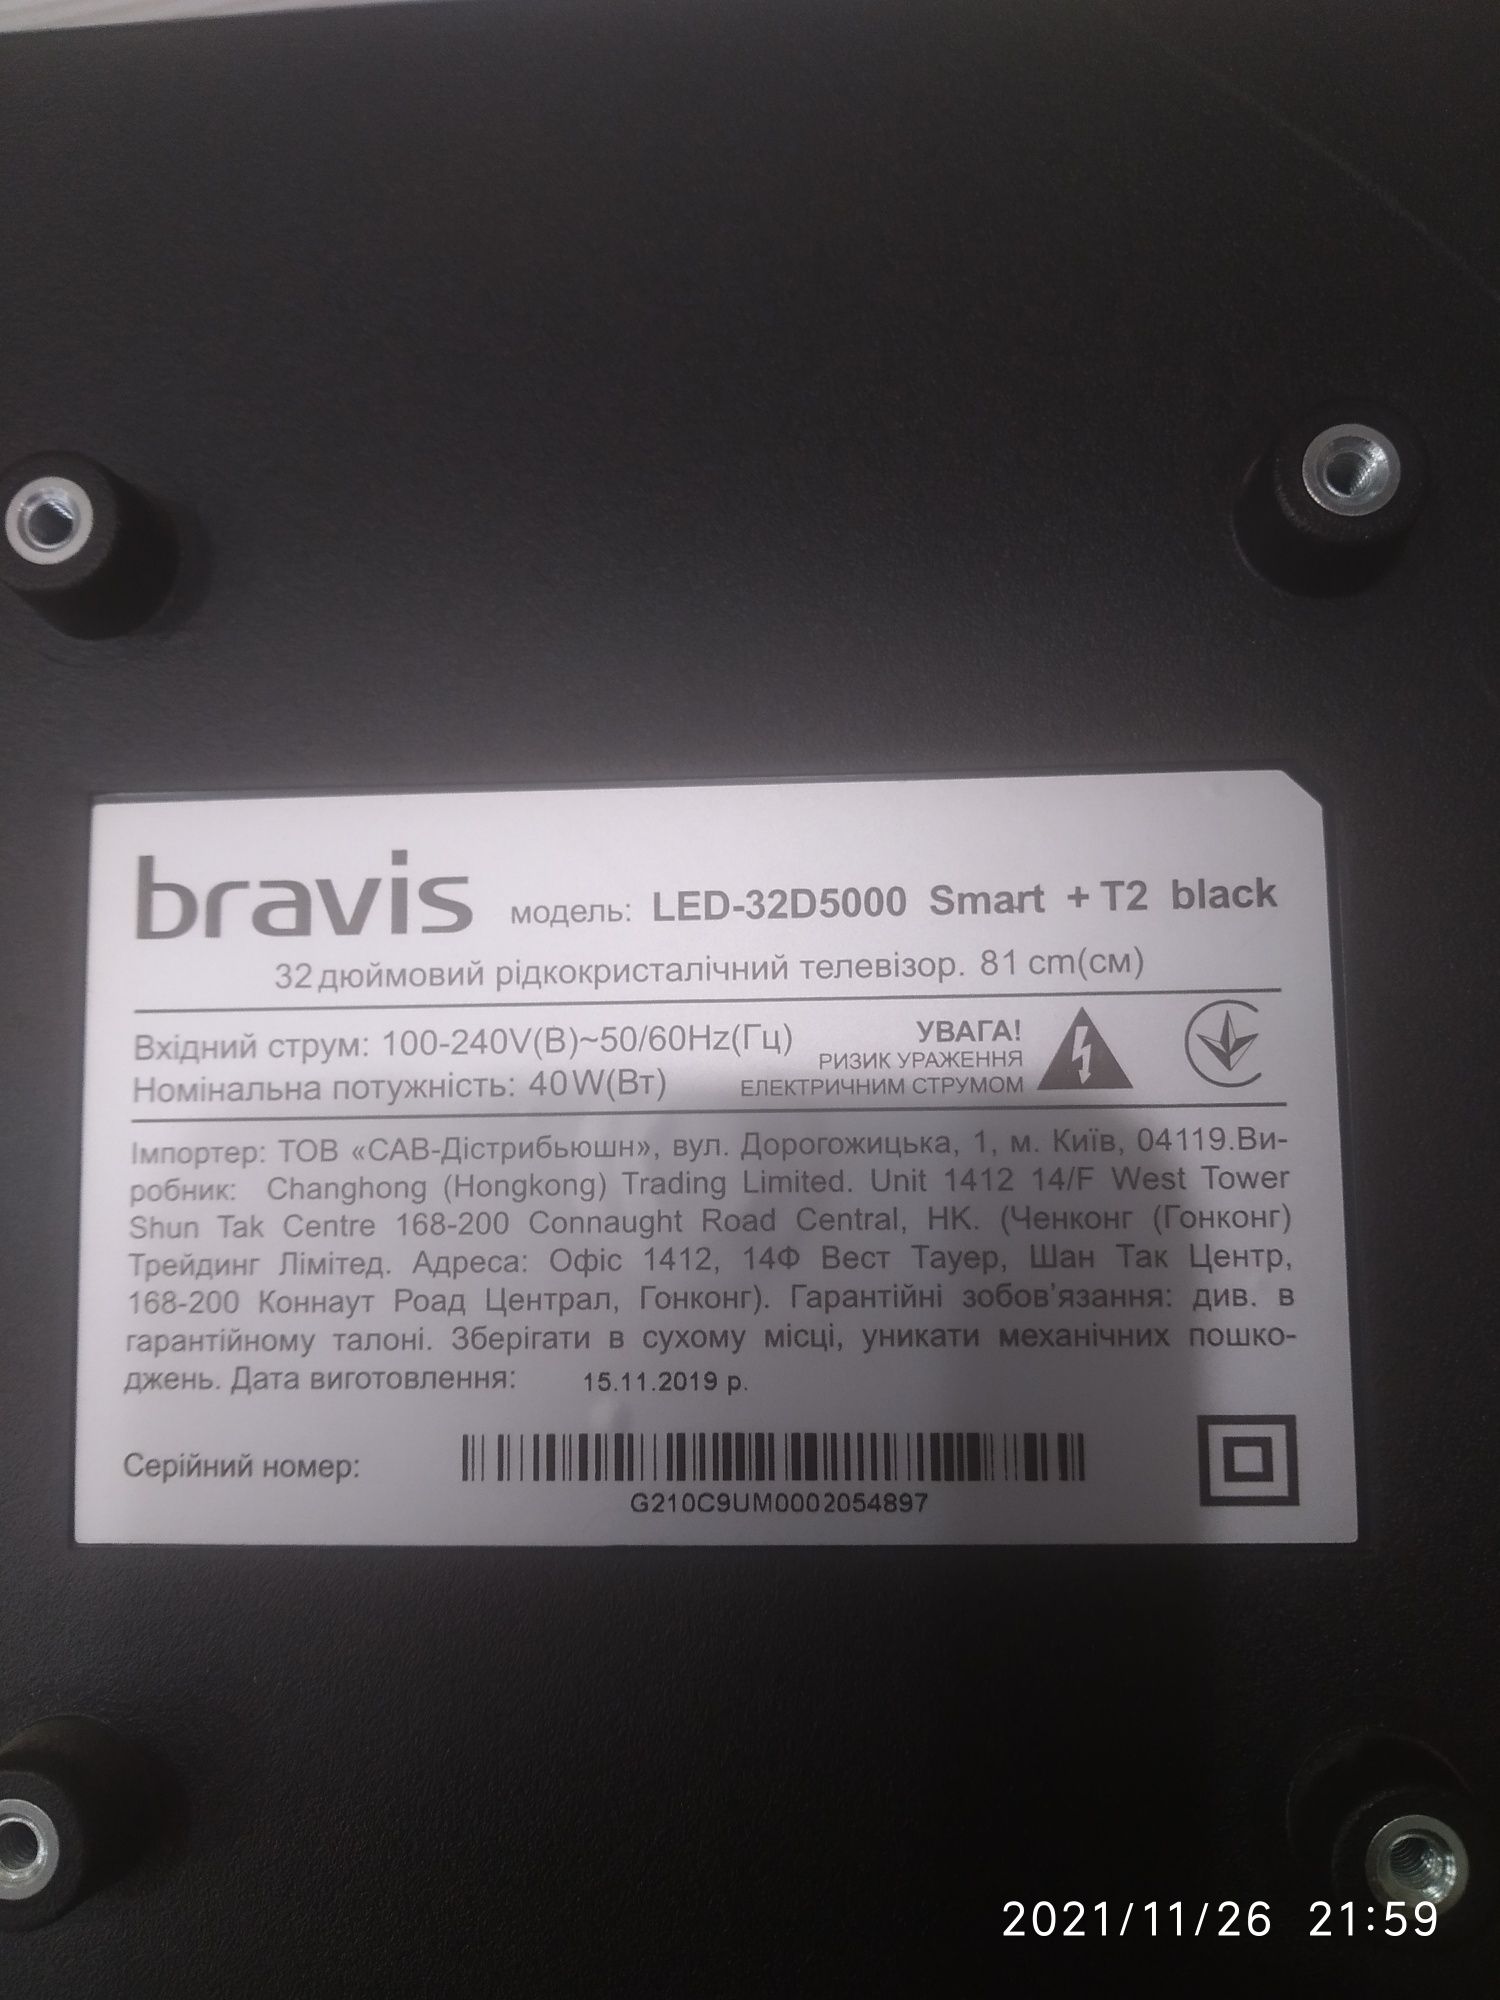 bravis модель: LED-32D5000 Smart + T2 black
32 дюймовий рідкокристалічний телевізор. 81 cm(см)
Вхідний струм: 100-240V(В)~50/60Hz(Гц)
Номінальна потужність: 40W(Вт)
УВАГА!
РИЗИК УРАЖЕННЯ
ЕЛЕКТРИЧНИМ СТРУМОМ
Імпортер: ТОВ «САВ-Дістрибьюшн», вул. Дорогожицька, 1, м. Київ, 04119.Ви-
робник: Changhong (Hongkong) Trading Limited. Unit 1412 14/F West Tower
Shun Tak Centre 168-200 Connaught Road Central, HK. (Ченконг (Гонконг)
Трейдинг Лімітед. Адреса: Офіс 1412, 14Ф Вест Тауер, Шан Так Центр,
168-200 Коннаут Роад Централ, Гонконг). Гарантійні зобов'язання: див. в
гарантійному талоні. Зберігати в сухому місці, уникати механічних пошко-
джень. Дата виготовлення: 15.11.2019 р.
Серійний номер:
G210C9UM0002054897
2021/11/26 21:59